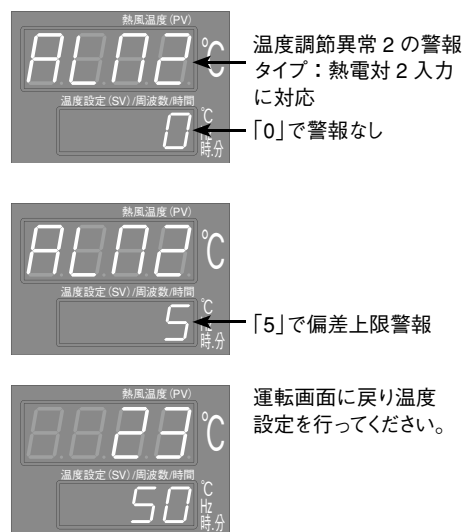 熱風温度(PV)
ALM2
℃
温度調節異常2の警報
タイプ：熱電対2入力
に対応
温度設定(SV)/周波数/時間
0
℃
Hz
時.分
「0」で警報なし
熱風温度(PV)
ALM2
℃
温度設定(SV)/周波数/時間
5
℃
Hz
時.分
「5」で偏差上限警報
熱風温度(PV)
23
℃
運転画面に戻り温度
設定を行ってください。
温度設定(SV)/周波数/時間
50
℃
Hz
時.分